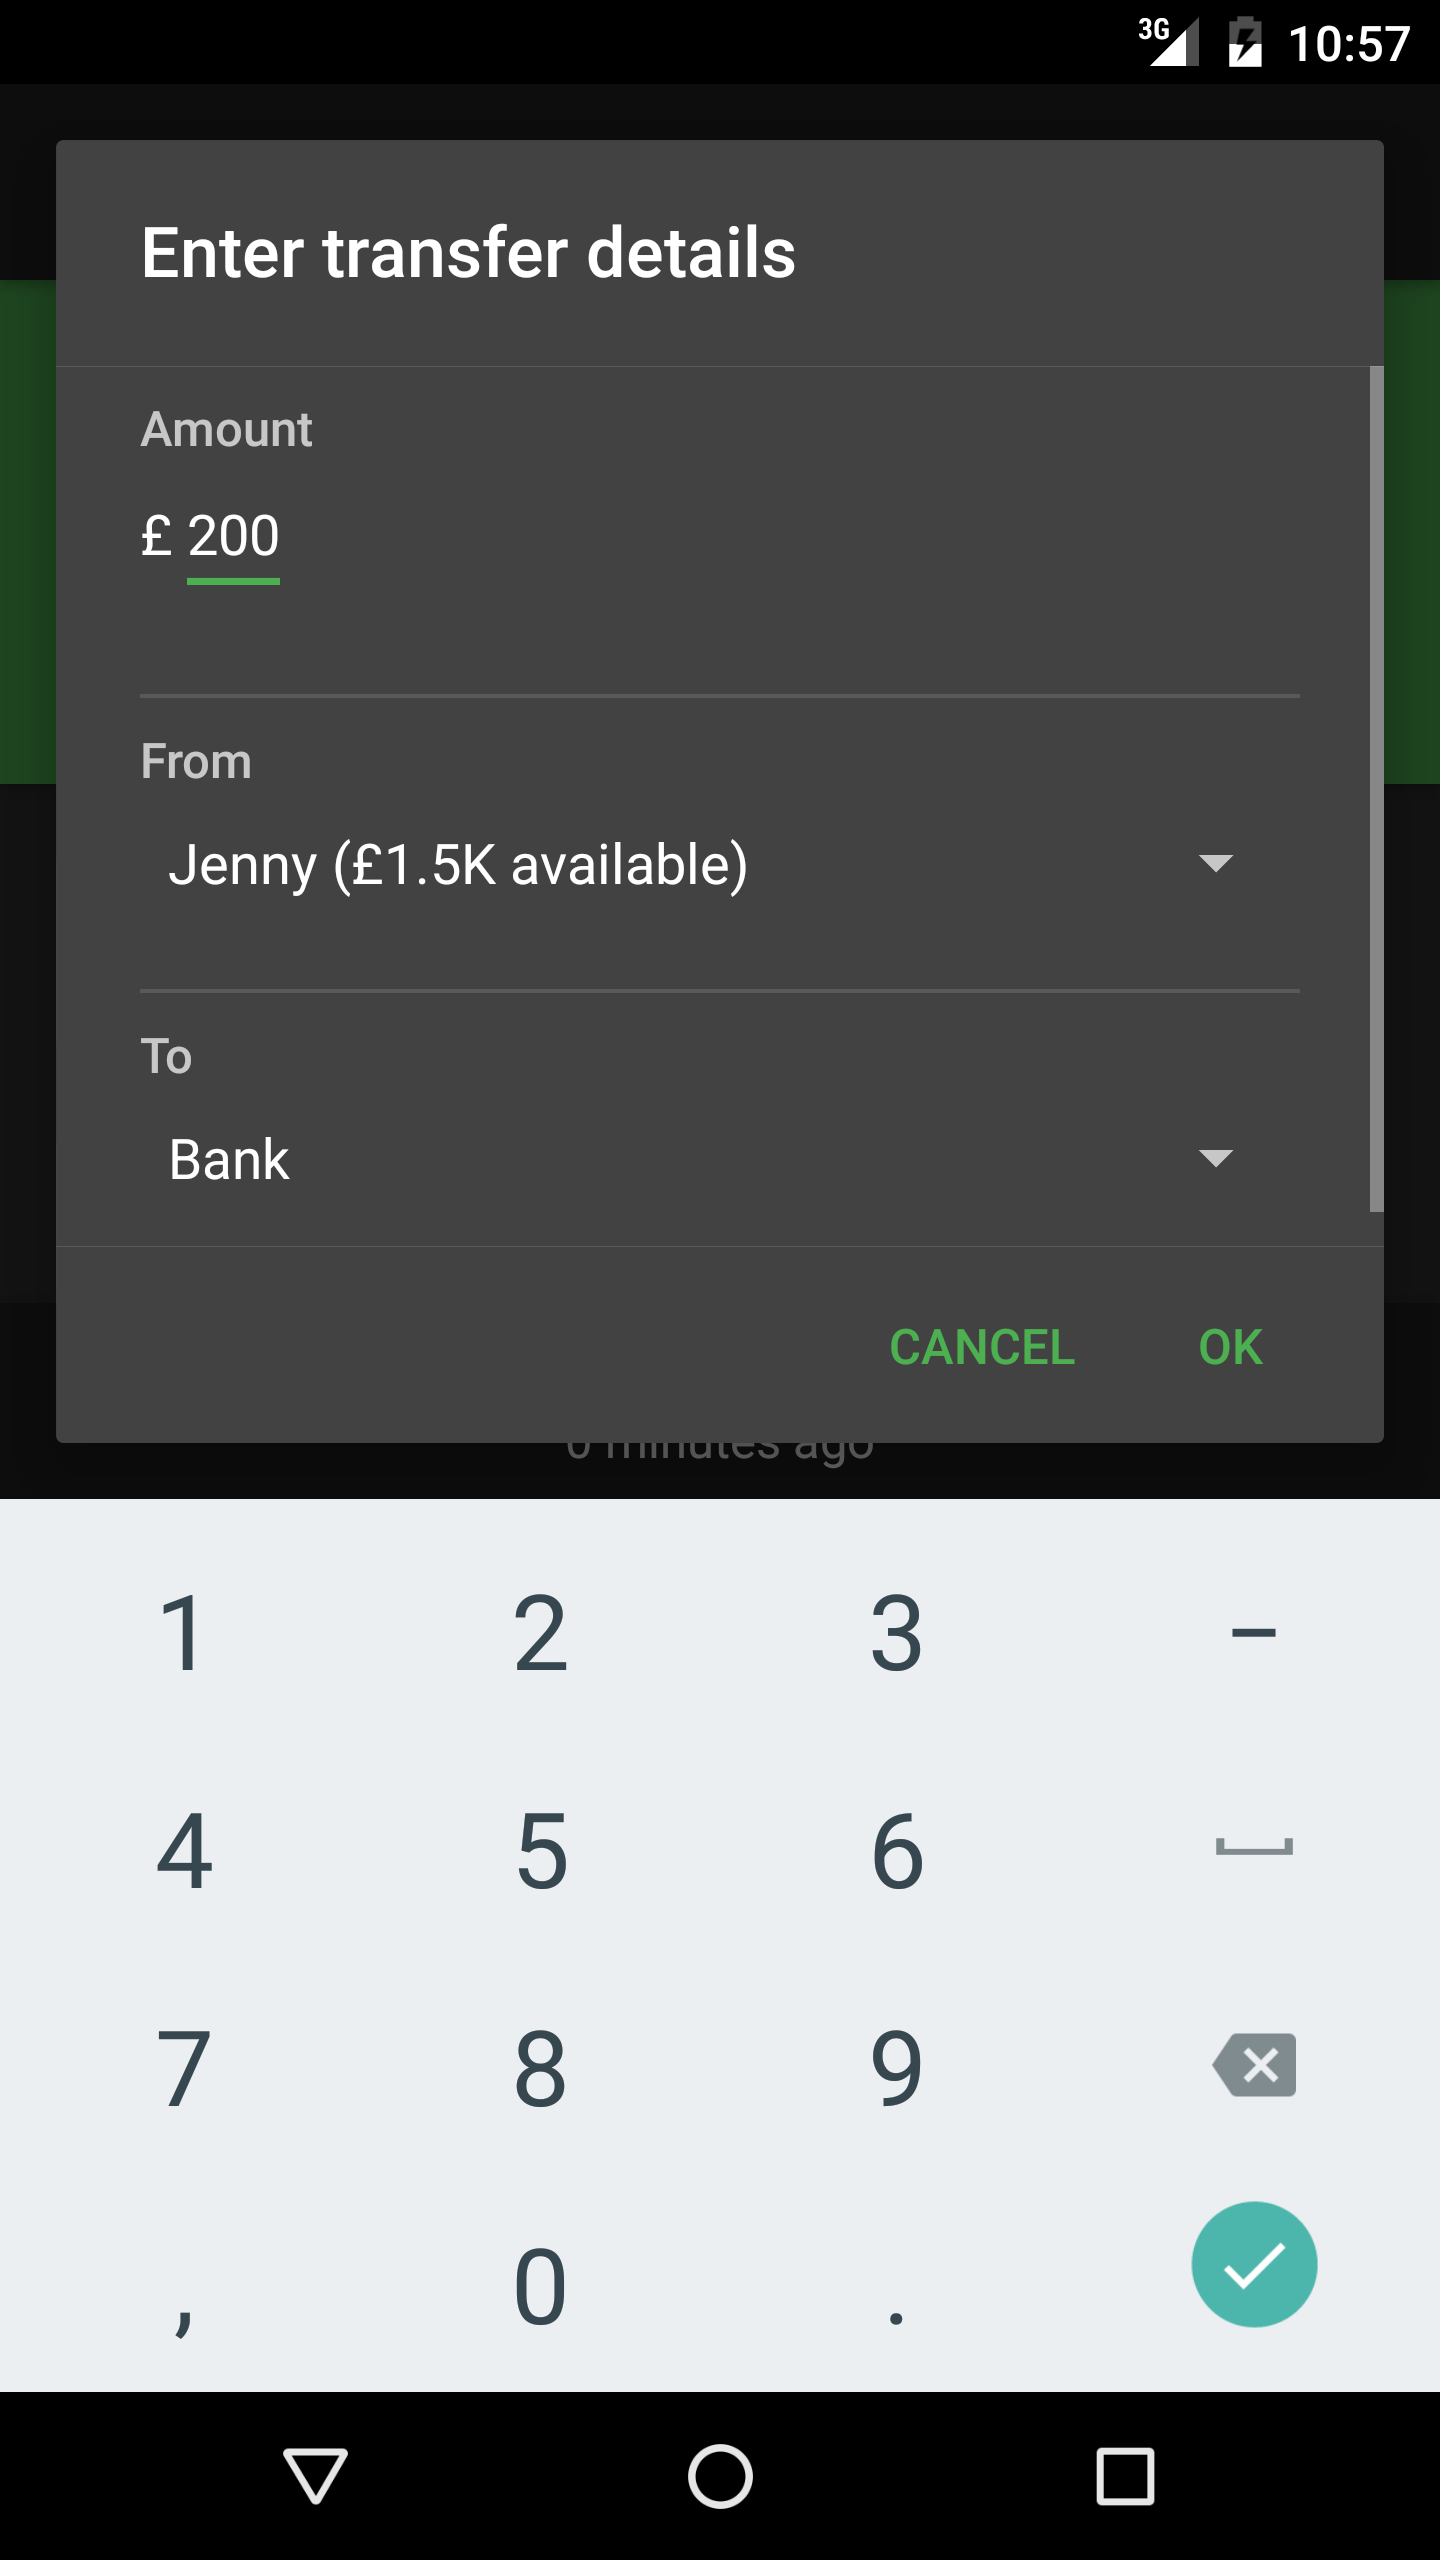 3G 10:57
Enter transfer details
Amount
£ 200
From
Jenny (£1.5K available)
To
Bank
CANCEL OK
0 minutes ago
1 2 3 –
4 5 6
7 8 9
, 0 .